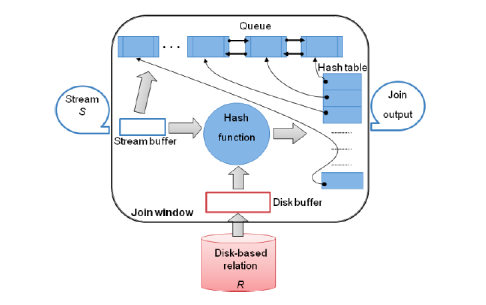 Queue
. . .
Hash table
Stream
S
Join
output
Hash
function
Stream buffer
Disk buffer
Join window
Disk-based
relation
R